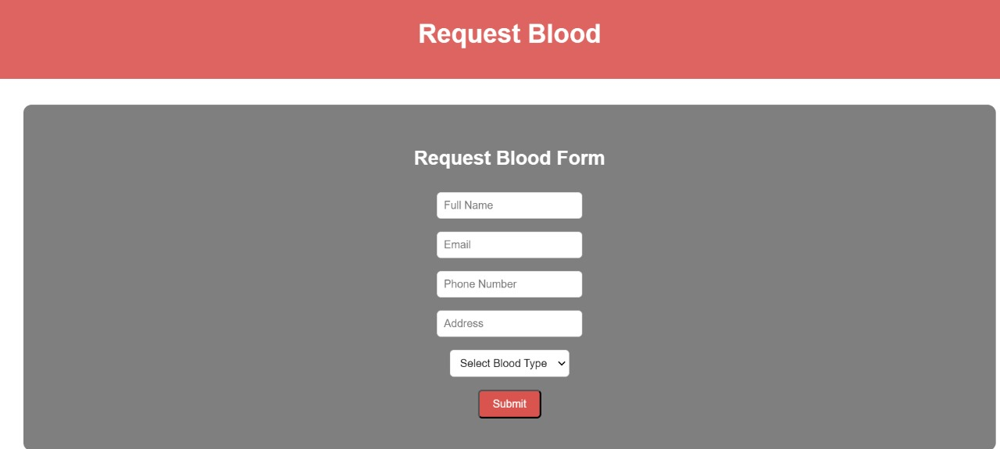 Request Blood
Request Blood Form
Full Name
Email
Phone Number
Address
Select Blood Type
Submit